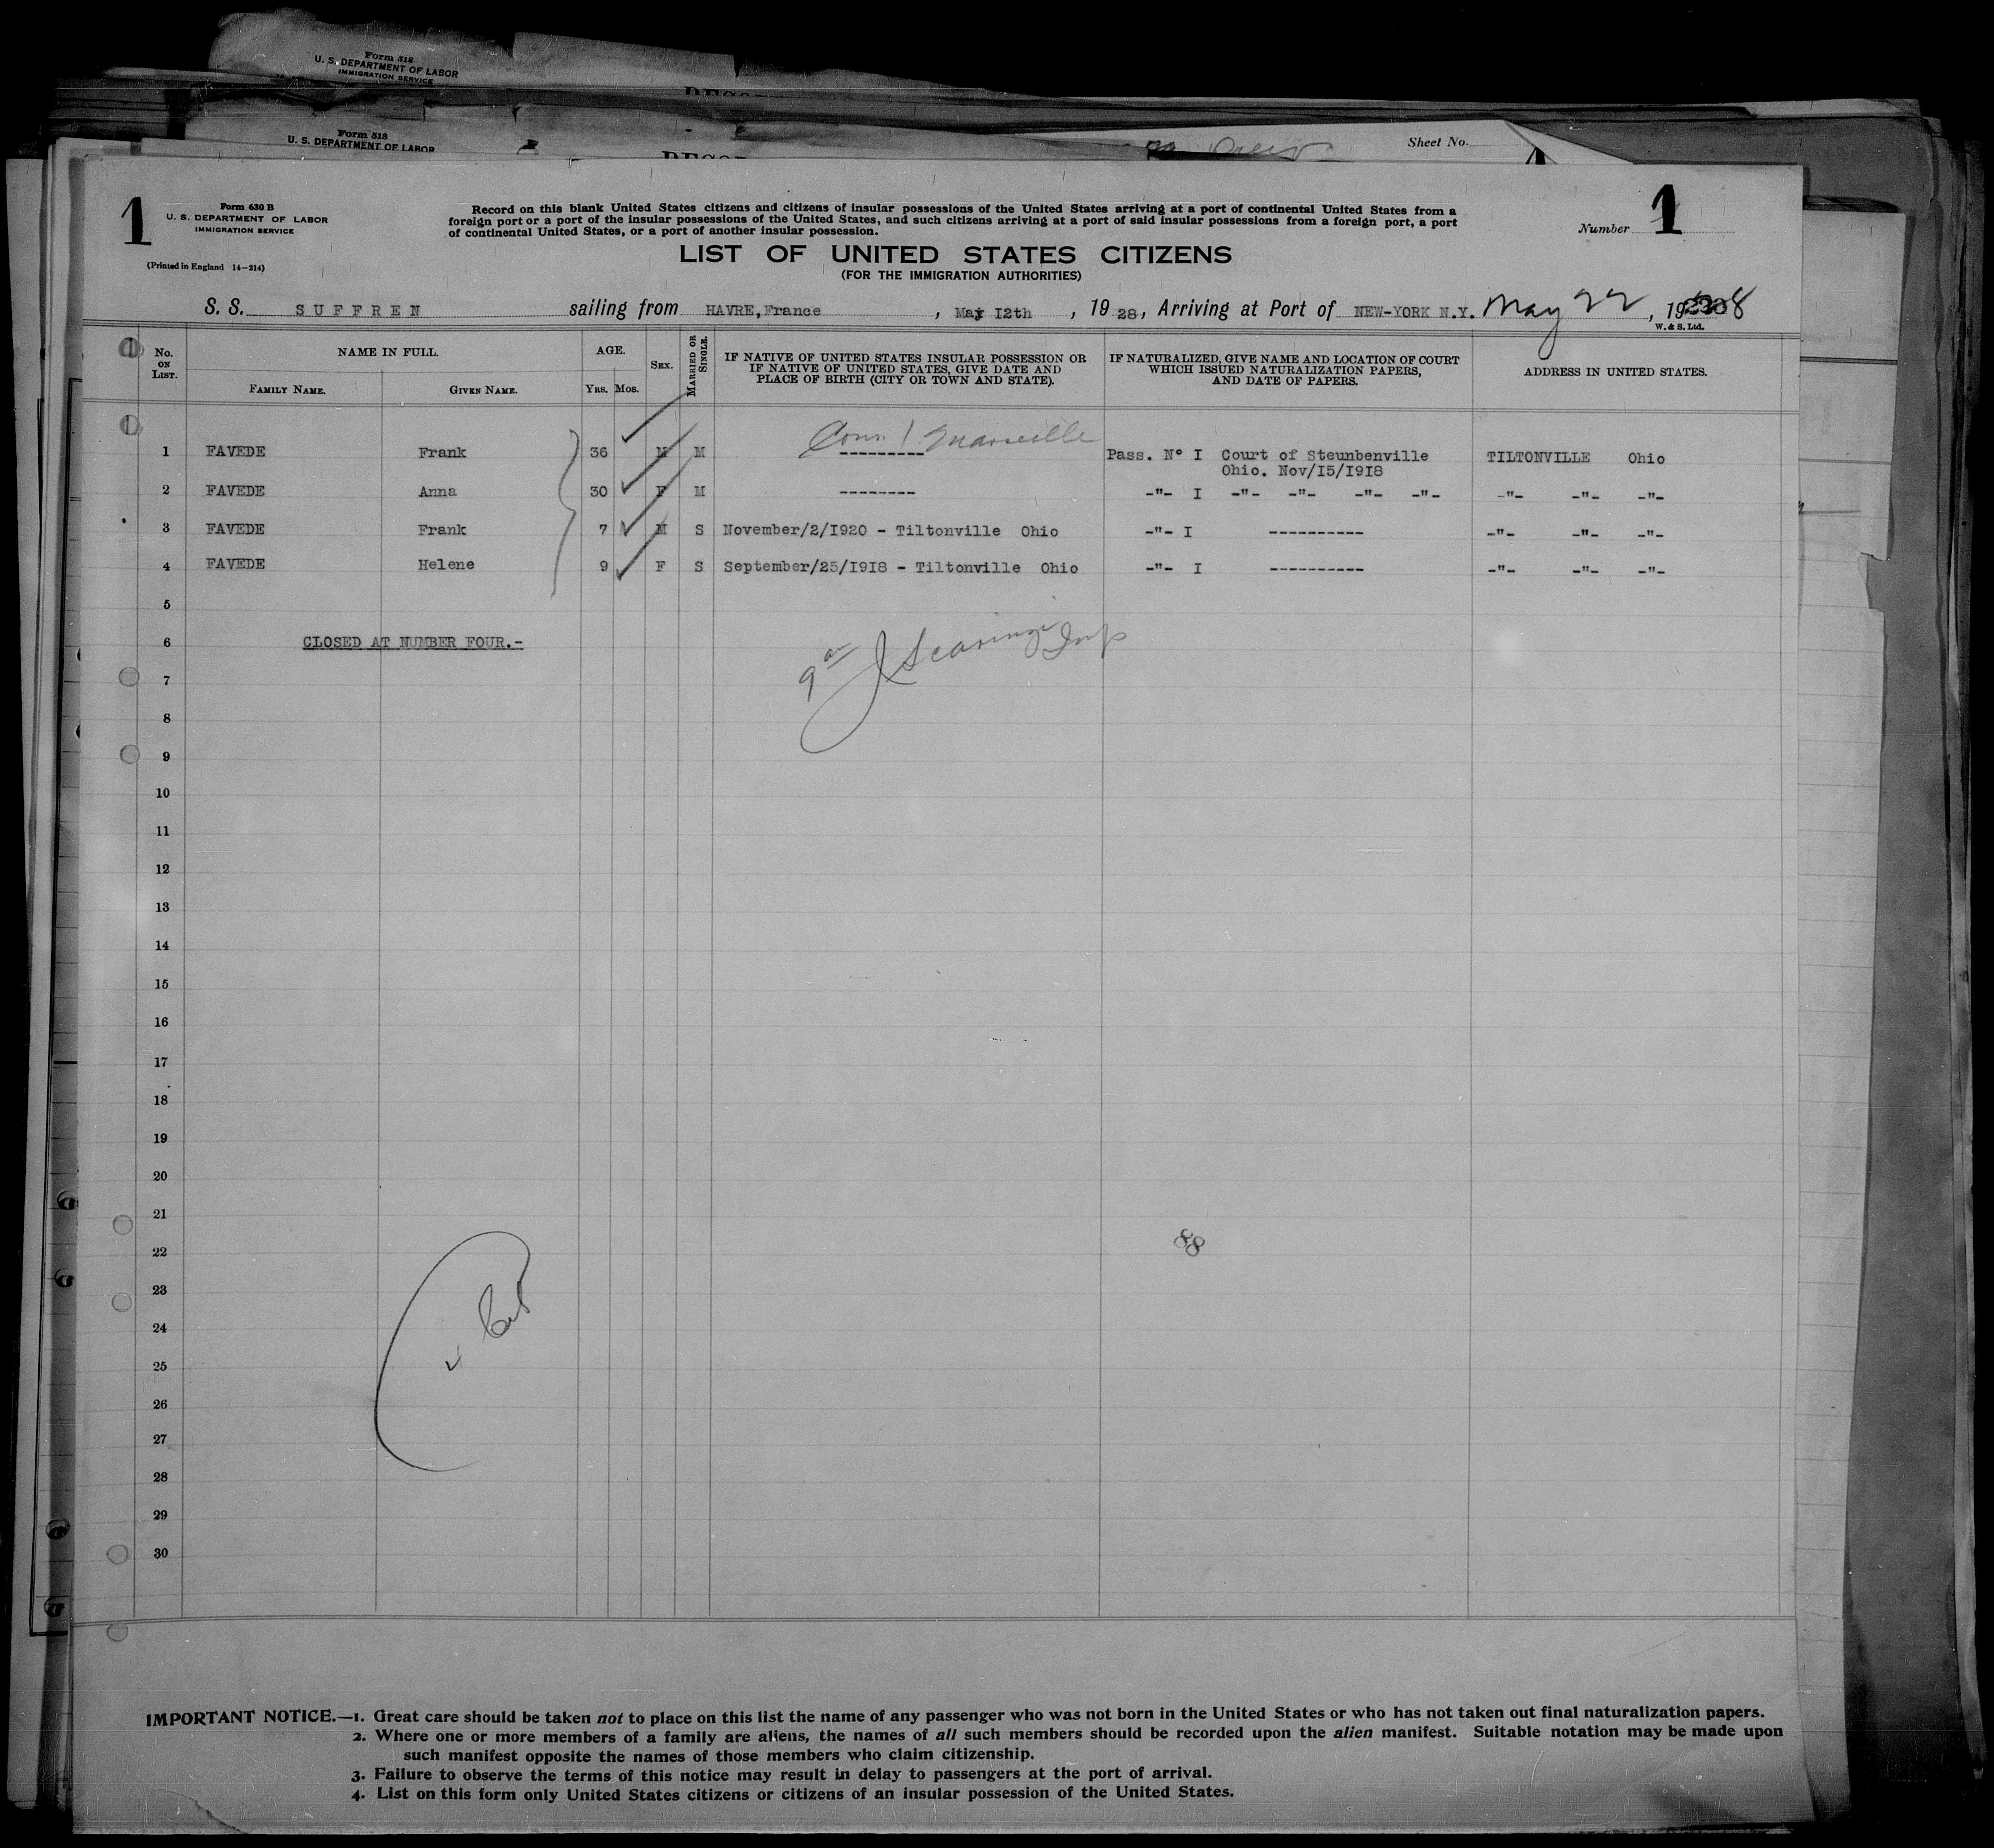 Form 518
U. S. DEPARTMENT OF LABOR
IMMIGRATION SERVICE
Form 518
U. S. DEPARTMENT OF LABOR
Sheet No.
1
Form 630 B
U. S. DEPARTMENT OF LABOR
IMMIGRATION SERVICE
(Printed in England 14-214)
Record on this blank United States citizens and citizens of insular possessions of the United States arriving at a port of continental United States from a
foreign port or a port of the insular possessions of the United States, and such citizens arriving at a port of said insular possessions from a foreign port, a port
of continental United States, or a port of another insular possession.
Number 1
LIST OF UNITED STATES CITIZENS
(FOR THE IMMIGRATION AUTHORITIES)
S. S. SUFFREN sailing from HAVRE, France, May 12th, 1928, Arriving at Port of NEW-YORK N.Y. May 22, 1928
W. & S. Ltd.
No. ON LIST. NAME IN FULL. AGE. SEX. MARRIED OR SINGLE. IF NATIVE OF UNITED STATES INSULAR POSSESSION OR IF NATIVE OF UNITED STATES, GIVE DATE AND PLACE OF BIRTH (CITY OR TOWN AND STATE). IF NATURALIZED, GIVE NAME AND LOCATION OF COURT WHICH ISSUED NATURALIZATION PAPERS, AND DATE OF PAPERS. ADDRESS IN UNITED STATES.
FAMILY NAME. GIVEN NAME. YRS. MOS.
1 FAVEDE Frank 36 M M --------- Pass. N° I Court of Steunbenville TILTONVILLE Ohio
Ohio. Nov/I5/I9I8
2 FAVEDE Anna 30 F M -------- -"- I -"- -"- -"- -"- -"- -"- -"-
3 FAVEDE Frank 7 M S November/2/I920 - Tiltonville Ohio -"- I ---------- -"- -"- -"-
4 FAVEDE Helene 9 F S September/25/I9I8 - Tiltonville Ohio -"- I ---------- -"- -"- -"-
5
6 CLOSED AT NUMBER FOUR.-
7
8
9
10
11
12
13
14
15
16
17
18
19
20
21
22
23
24
25
26
27
28
29
30
IMPORTANT NOTICE.—1. Great care should be taken not to place on this list the name of any passenger who was not born in the United States or who has not taken out final naturalization papers.
2. Where one or more members of a family are aliens, the names of all such members should be recorded upon the alien manifest. Suitable notation may be made upon
such manifest opposite the names of those members who claim citizenship.
3. Failure to observe the terms of this notice may result in delay to passengers at the port of arrival.
4. List on this form only United States citizens or citizens of an insular possession of the United States.